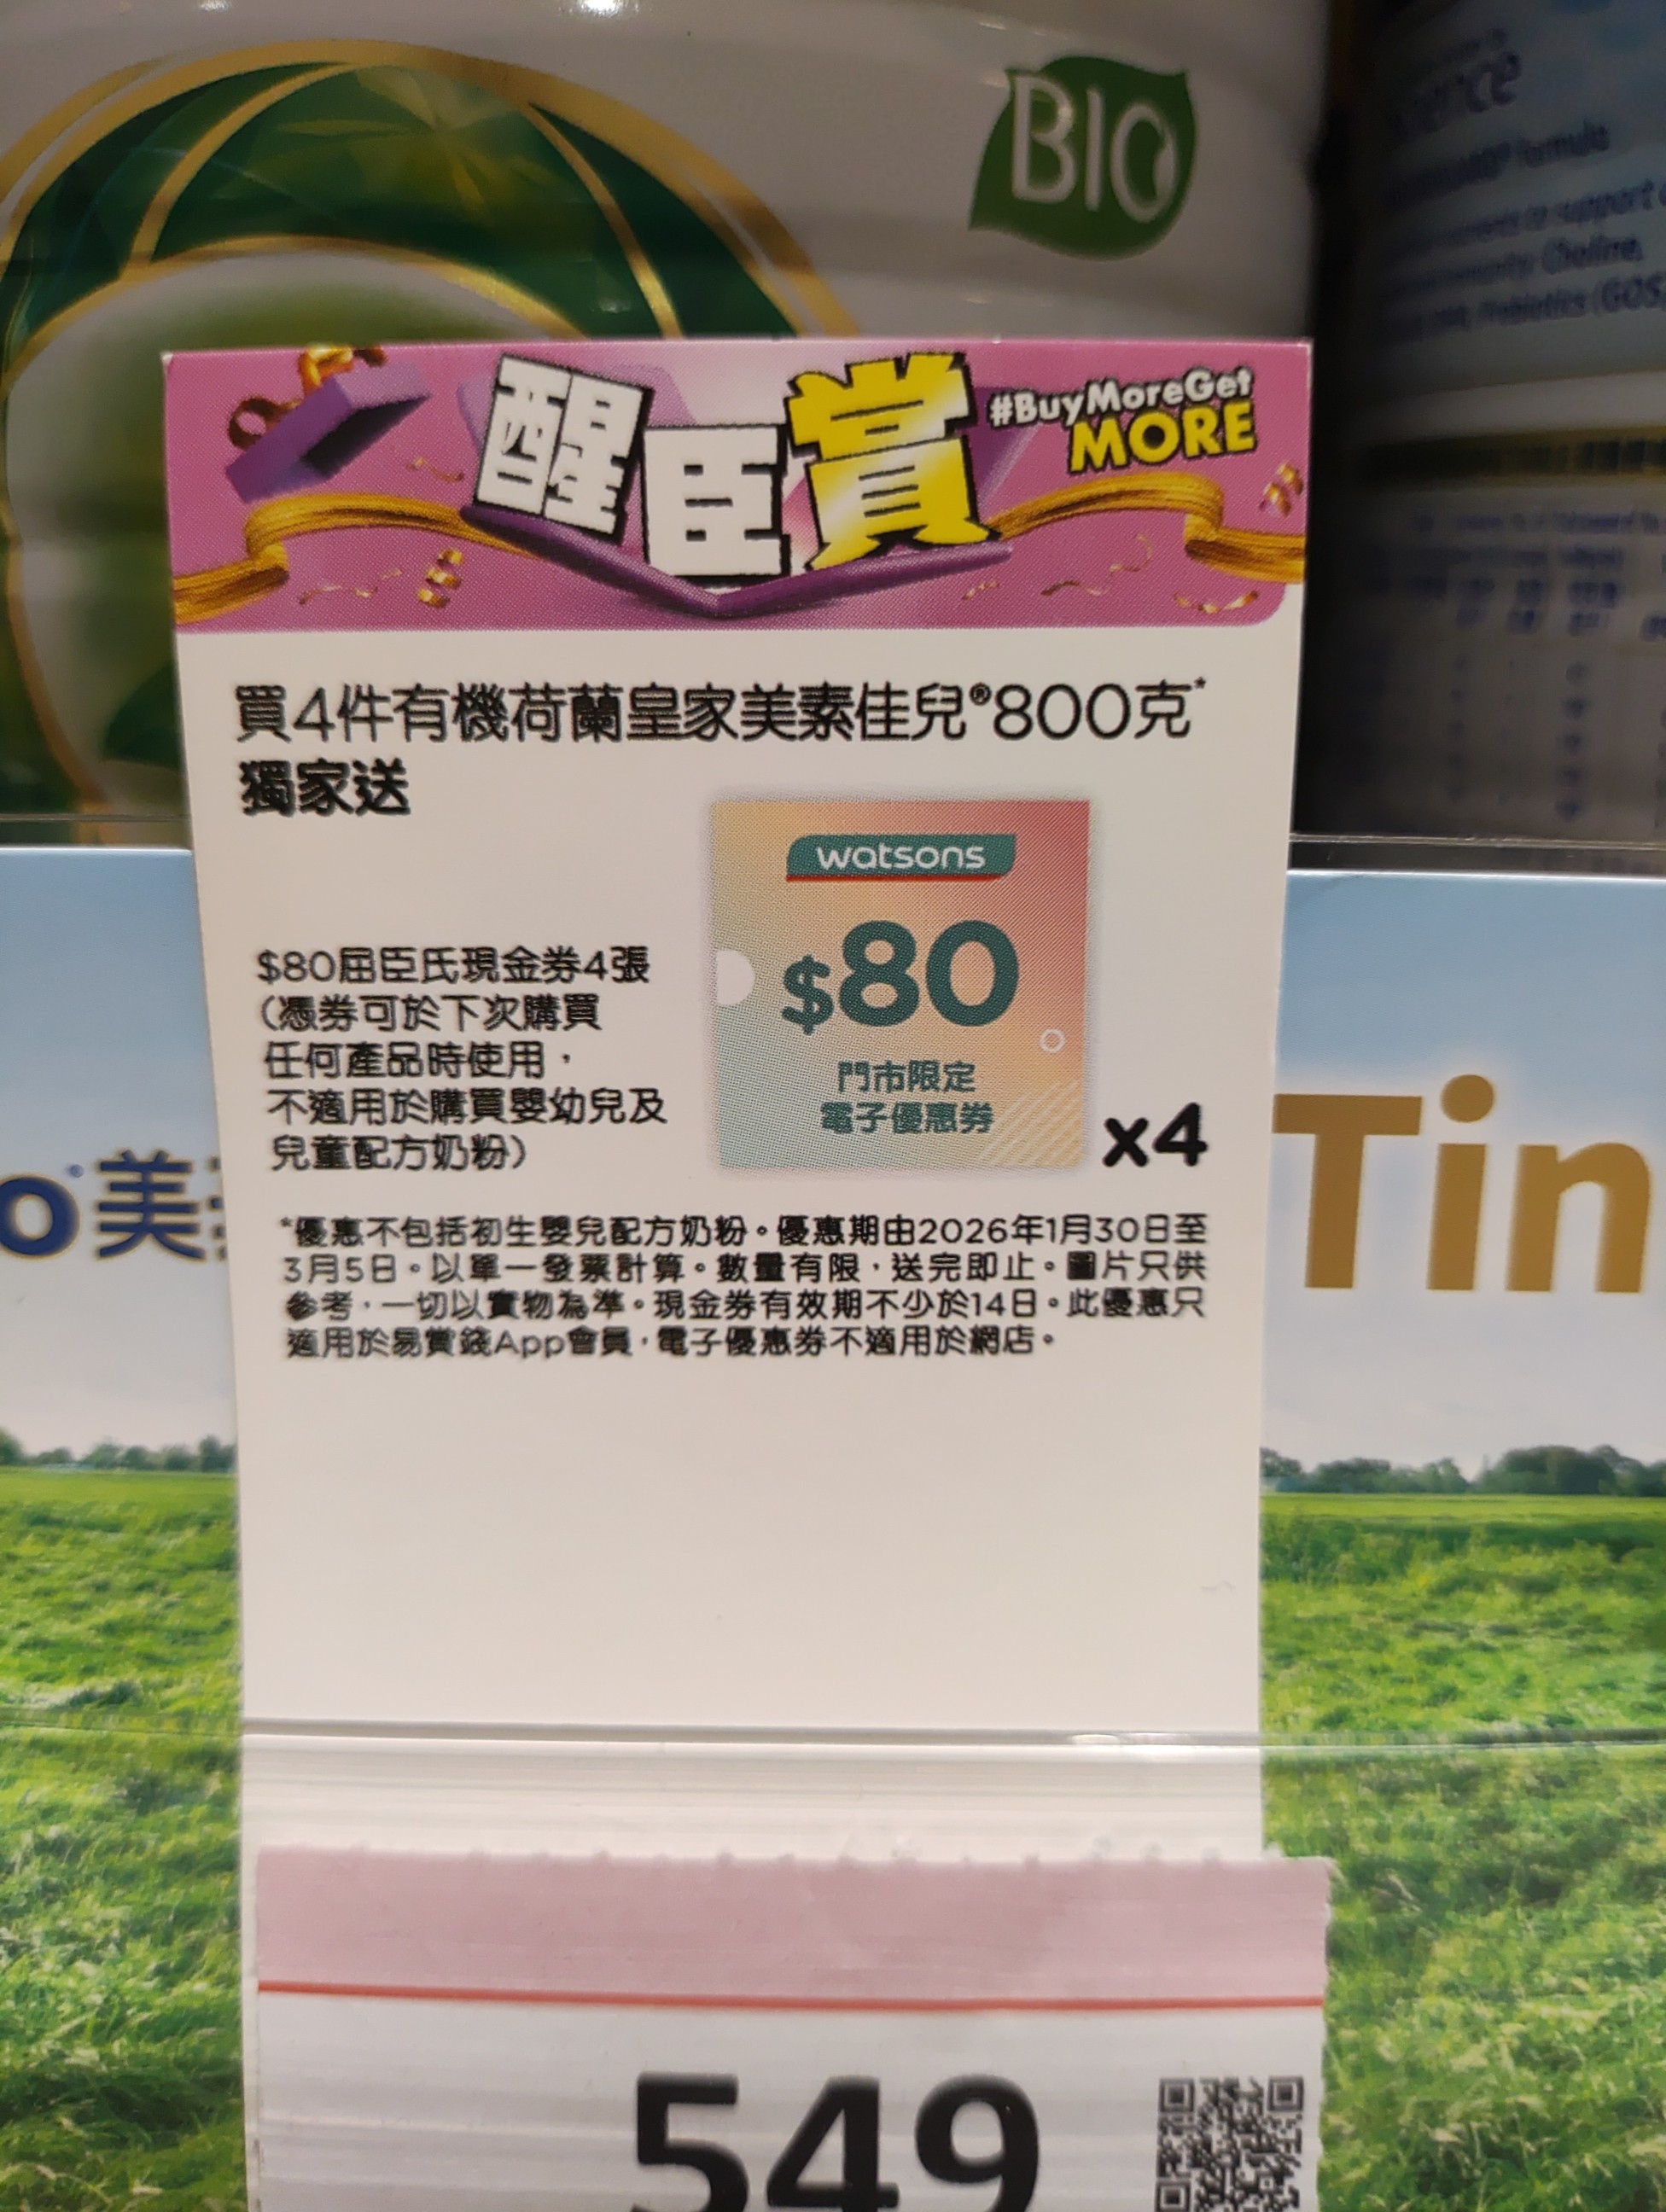 BIO
formula
to support
Choline,
Prebiotics (GOS,
醒臣賞
#BuyMoreGet
MORE
買4件有機荷蘭皇家美素佳兒®800克*
獨家送
watsons
$80
門市限定
電子優惠券
x4
$80屈臣氏現金券4張
(憑券可於下次購買
任何產品時使用，
不適用於購買嬰幼兒及
兒童配方奶粉)
*優惠不包括初生嬰兒配方奶粉。優惠期由2026年1月30日至
3月5日。以單一發票計算。數量有限，送完即止。圖片只供
參考，一切以實物為準。現金券有效期不少於14日。此優惠只
適用於易賞錢App會員，電子優惠券不適用於網店。
o®美
Tin
549